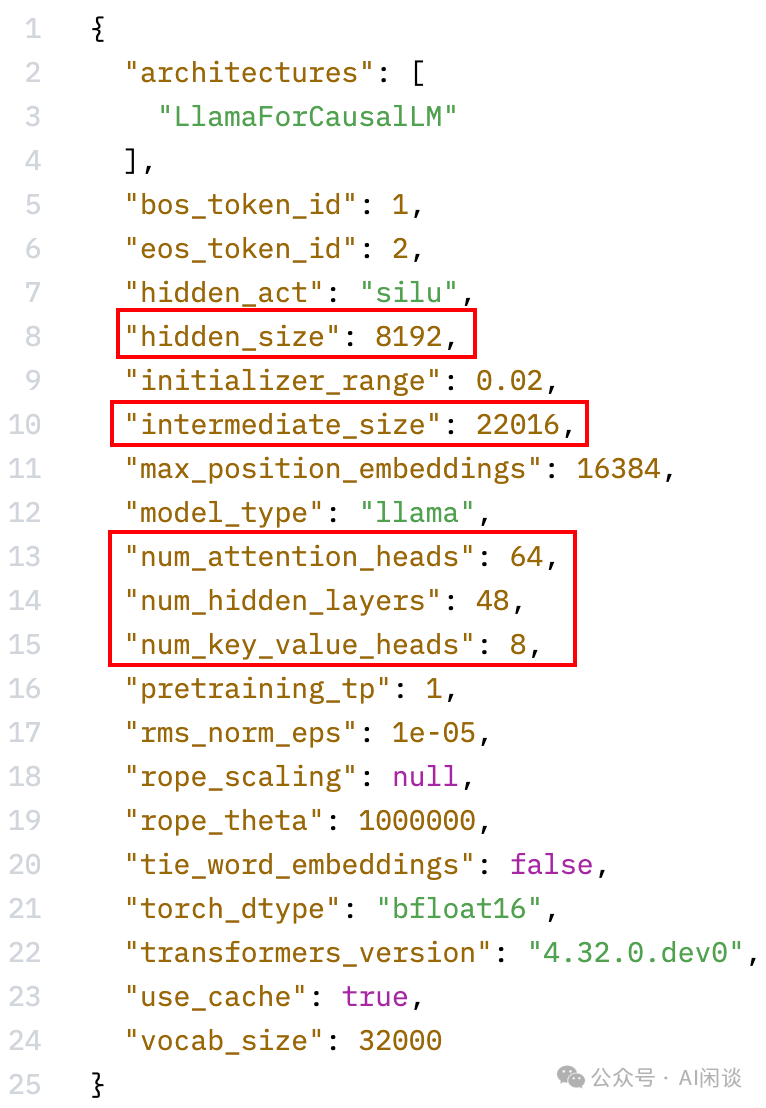 1 {
2 "architectures": [
3 "LlamaForCausalLM"
4 ],
5 "bos_token_id": 1,
6 "eos_token_id": 2,
7 "hidden_act": "silu",
8 "hidden_size": 8192,
9 "initializer_range": 0.02,
10 "intermediate_size": 22016,
11 "max_position_embeddings": 16384,
12 "model_type": "llama",
13 "num_attention_heads": 64,
14 "num_hidden_layers": 48,
15 "num_key_value_heads": 8,
16 "pretraining_tp": 1,
17 "rms_norm_eps": 1e-05,
18 "rope_scaling": null,
19 "rope_theta": 1000000,
20 "tie_word_embeddings": false,
21 "torch_dtype": "bfloat16",
22 "transformers_version": "4.32.0.dev0",
23 "use_cache": true,
24 "vocab_size": 32000
25 }
公众号 · AI闲谈